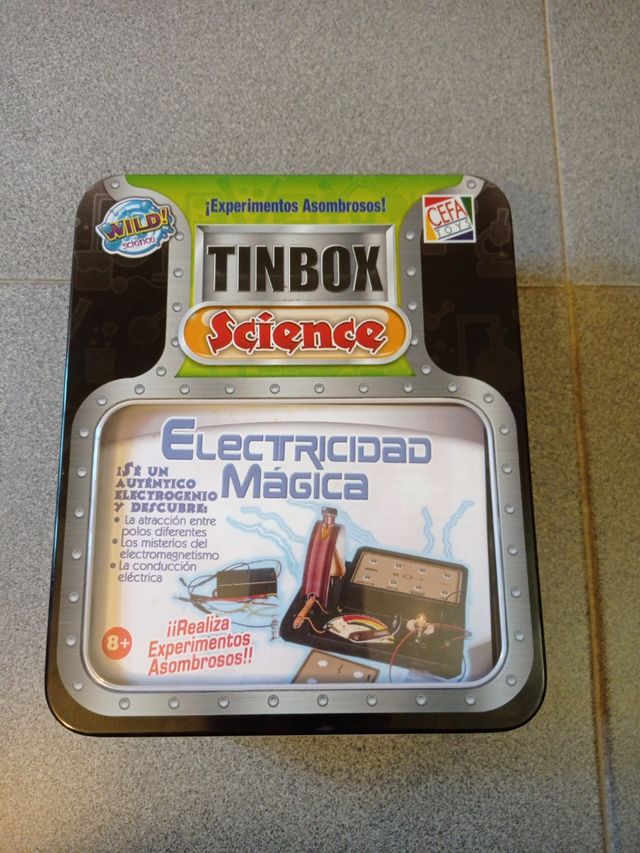 ¡Experimentos Asombrosos!
WILD!
science
CEFA
TOYS
TINBOX
Science
ELECTRICIDAD
MÁGICA
¡SÉ UN
AUTÉNTICO
ELECTROGENIO
Y DESCUBRE:
• La atracción entre
polos diferentes
• Los misterios del
electromagnetismo
• La conducción
eléctrica
8+
¡¡Realiza
Experimentos
Asombrosos!!